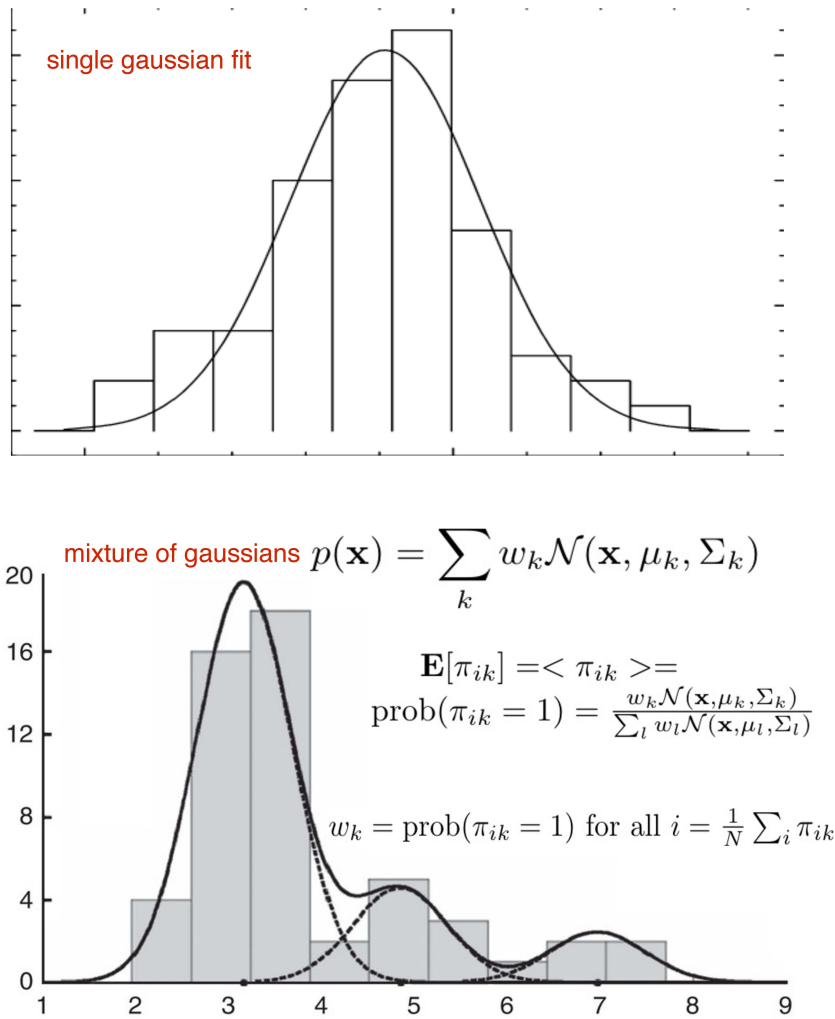 single gaussian fit
mixture of gaussians p(x) = ∑_k w_k 𝒩(x, μ_k, Σ_k)
20
E[π_ik] =< π_ik >=
16
prob(π_ik = 1) = w_k𝒩(x,μ_k,Σ_k) / ∑_l w_l𝒩(x,μ_l,Σ_l)
12
8
w_k = prob(π_ik = 1) for all i = 1/N ∑_i π_ik
4
0
1 2 3 4 5 6 7 8 9